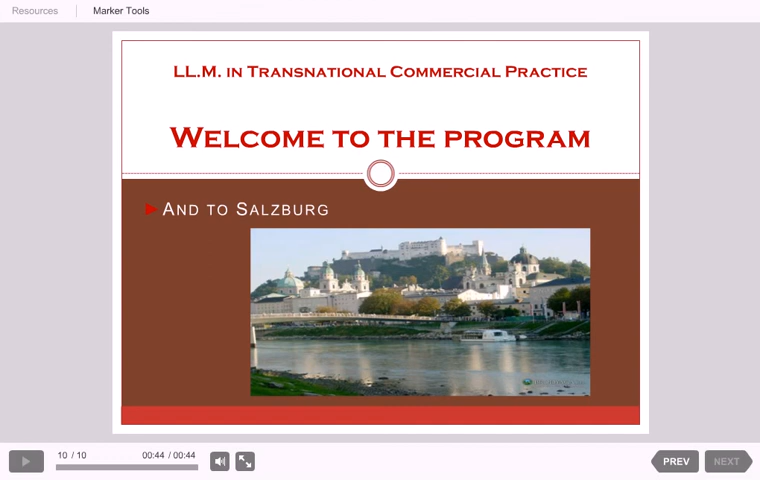 Resources
Marker Tools
LL.M. in Transnational Commercial Practice
Welcome to the program
And to Salzburg
10 / 10
00:44 / 00:44
PREV
NEXT